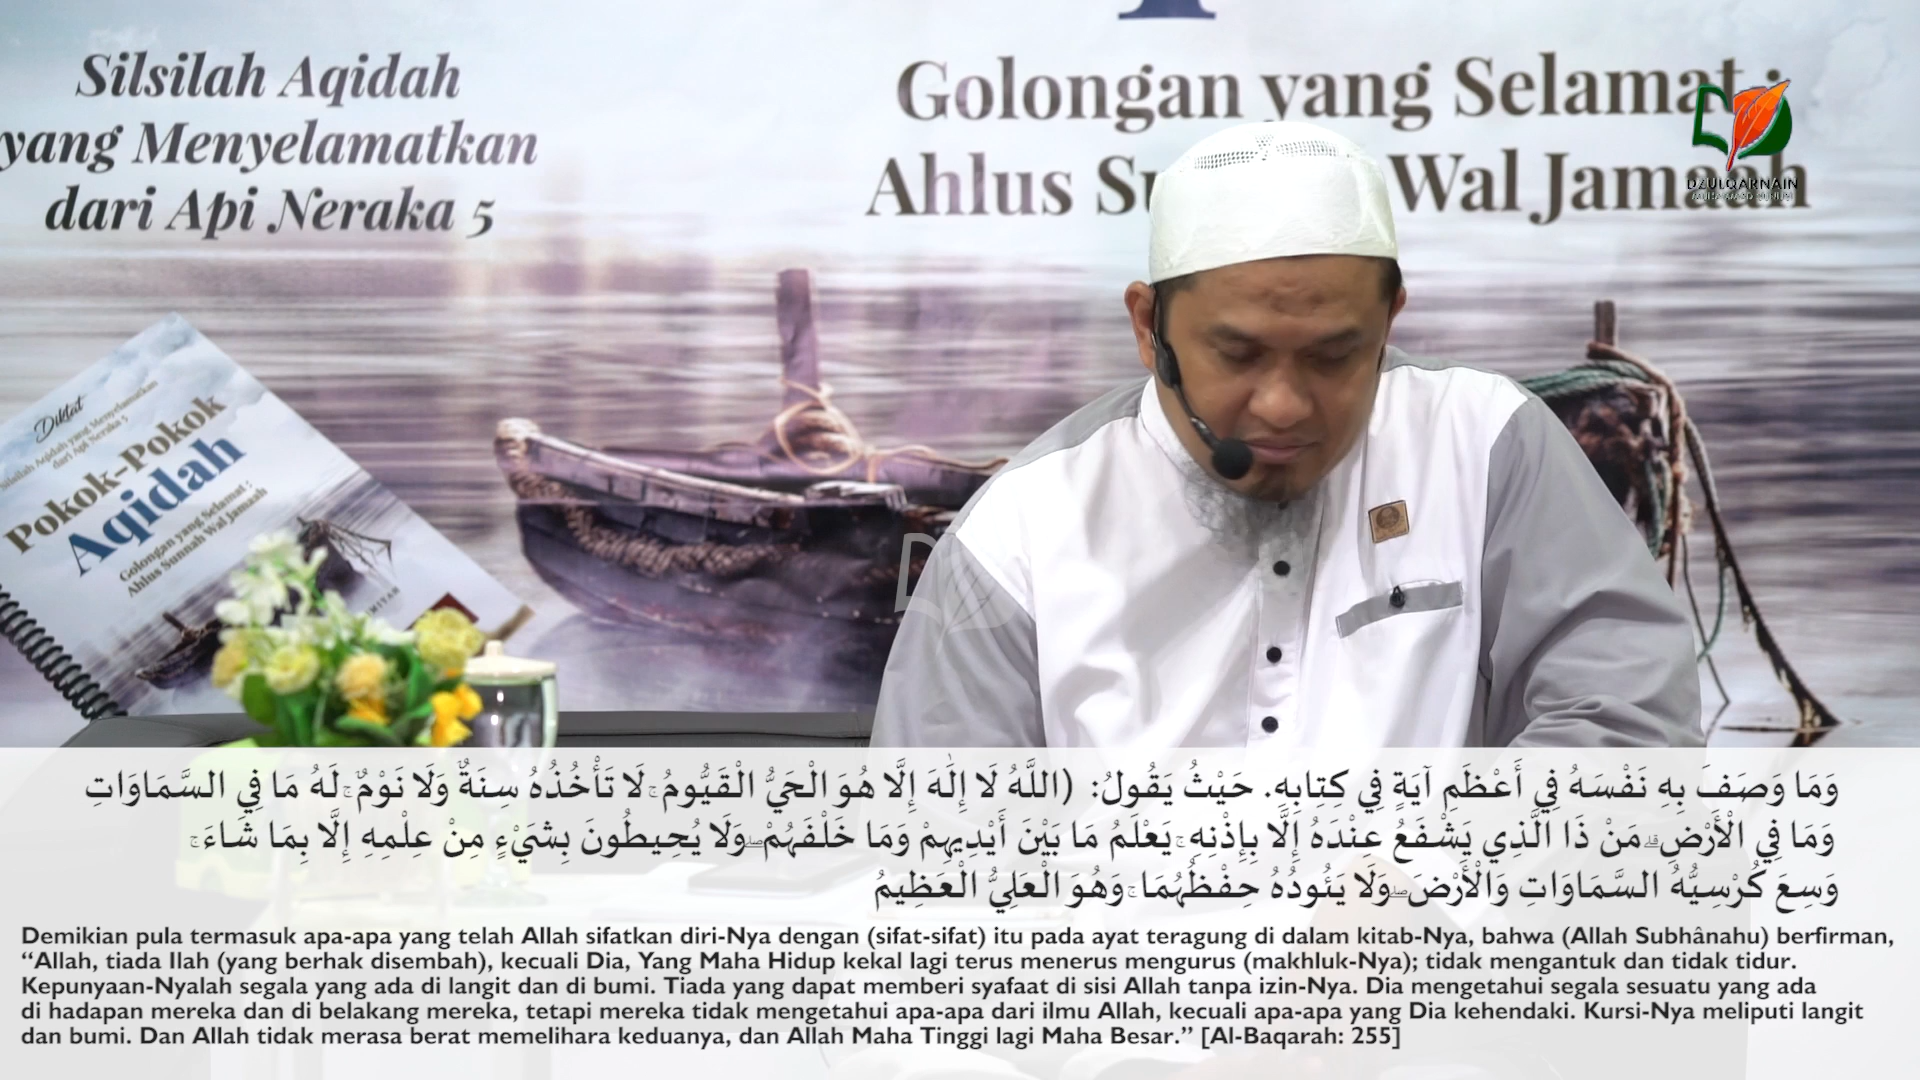 Silsilah Aqidah
yang Menyelamatkan
dari Api Neraka 5
Golongan yang Selamat :
Ahlus Su Wal Jamaah
DZULQARNAIN
Diktat
Silsilah Aqidah yang Menyelamatkan
dari Api Neraka 5
Pokok-Pokok
Aqidah
Golongan yang Selamat :
Ahlus Sunnah Wal Jamaah
وَمَا وَصَفَ بِهِ نَفْسَهُ فِي أَعْظَمِ آيَةٍ فِي كِتِابِهِ. حَيْثُ يَقُولُ: (اللَّهُ لَا إِلَٰهَ إِلَّا هُوَ الْحَيُّ الْقَيُّومُ ۚ لَا تَأْخُذُهُ سِنَةٌ وَلَا نَوْمٌ ۚ لَهُ مَا فِي السَّمَاوَاتِ
وَمَا فِي الْأَرْضِ ۗ مَنْ ذَا الَّذِي يَشْفَعُ عِنْدَهُ إِلَّا بِإِذْنِهِ ۚ يَعْلَمُ مَا بَيْنَ أَيْدِيهِمْ وَمَا خَلْفَهُمْ ۖ وَلَا يُحِيطُونَ بِشَيْءٍ مِنْ عِلْمِهِ إِلَّا بِمَا شَاءَ ۚ
وَسِعَ كُرْسِيُّهُ السَّمَاوَاتِ وَالْأَرْضَ ۖ وَلَا يَئُودُهُ حِفْظُهُمَا ۚ وَهُوَ الْعَلِيُّ الْعَظِيمُ
Demikian pula termasuk apa-apa yang telah Allah sifatkan diri-Nya dengan (sifat-sifat) itu pada ayat teragung di dalam kitab-Nya, bahwa (Allah Subhânahu) berfirman,
“Allah, tiada Ilah (yang berhak disembah), kecuali Dia, Yang Maha Hidup kekal lagi terus menerus mengurus (makhluk-Nya); tidak mengantuk dan tidak tidur.
Kepunyaan-Nyalah segala yang ada di langit dan di bumi. Tiada yang dapat memberi syafaat di sisi Allah tanpa izin-Nya. Dia mengetahui segala sesuatu yang ada
di hadapan mereka dan di belakang mereka, tetapi mereka tidak mengetahui apa-apa dari ilmu Allah, kecuali apa-apa yang Dia kehendaki. Kursi-Nya meliputi langit
dan bumi. Dan Allah tidak merasa berat memelihara keduanya, dan Allah Maha Tinggi lagi Maha Besar.” [Al-Baqarah: 255]